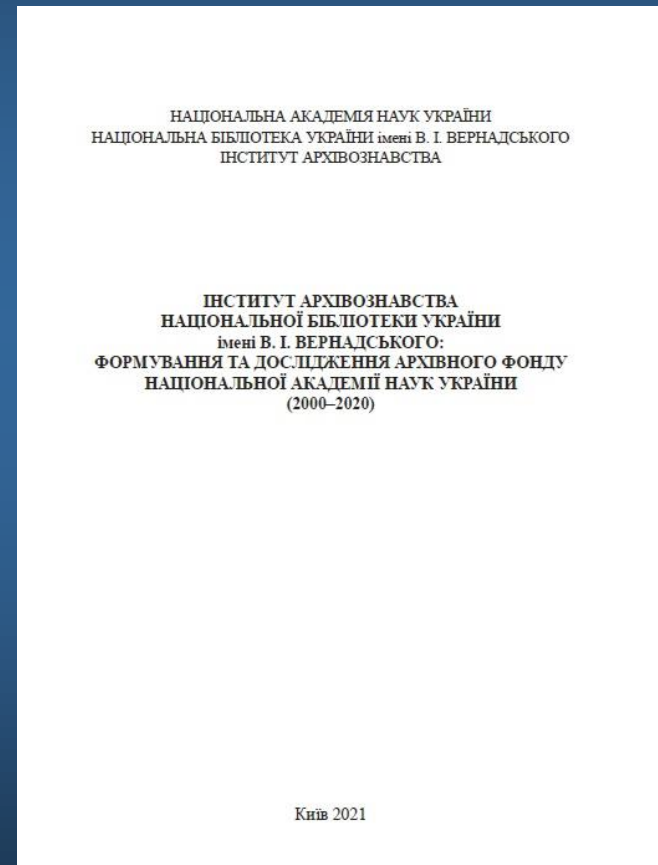 НАЦІОНАЛЬНА АКАДЕМІЯ НАУК УКРАЇНИ
НАЦІОНАЛЬНА БІБЛІОТЕКА УКРАЇНИ імені В. І. ВЕРНАДСЬКОГО
ІНСТИТУТ АРХІВОЗНАВСТВА
ІНСТИТУТ АРХІВОЗНАВСТВА
НАЦІОНАЛЬНОЇ БІБЛІОТЕКИ УКРАЇНИ
імені В. І. ВЕРНАДСЬКОГО:
ФОРМУВАННЯ ТА ДОСЛІДЖЕННЯ АРХІВНОГО ФОНДУ
НАЦІОНАЛЬНОЇ АКАДЕМІЇ НАУК УКРАЇНИ
(2000–2020)
Київ 2021